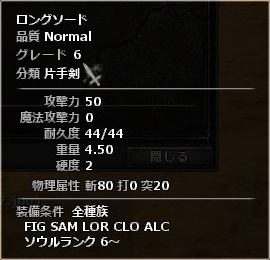 ロングソード
品質 Normal
グレード 6
分類 片手剣
攻撃力 50
魔法攻撃力 0
耐久度 44/44
重量 4.50
硬度 2
閉じる
物理属性 斬80 打0 突20
装備条件 全種族
FIG SAM LOR CLO ALC
ソウルランク 6~